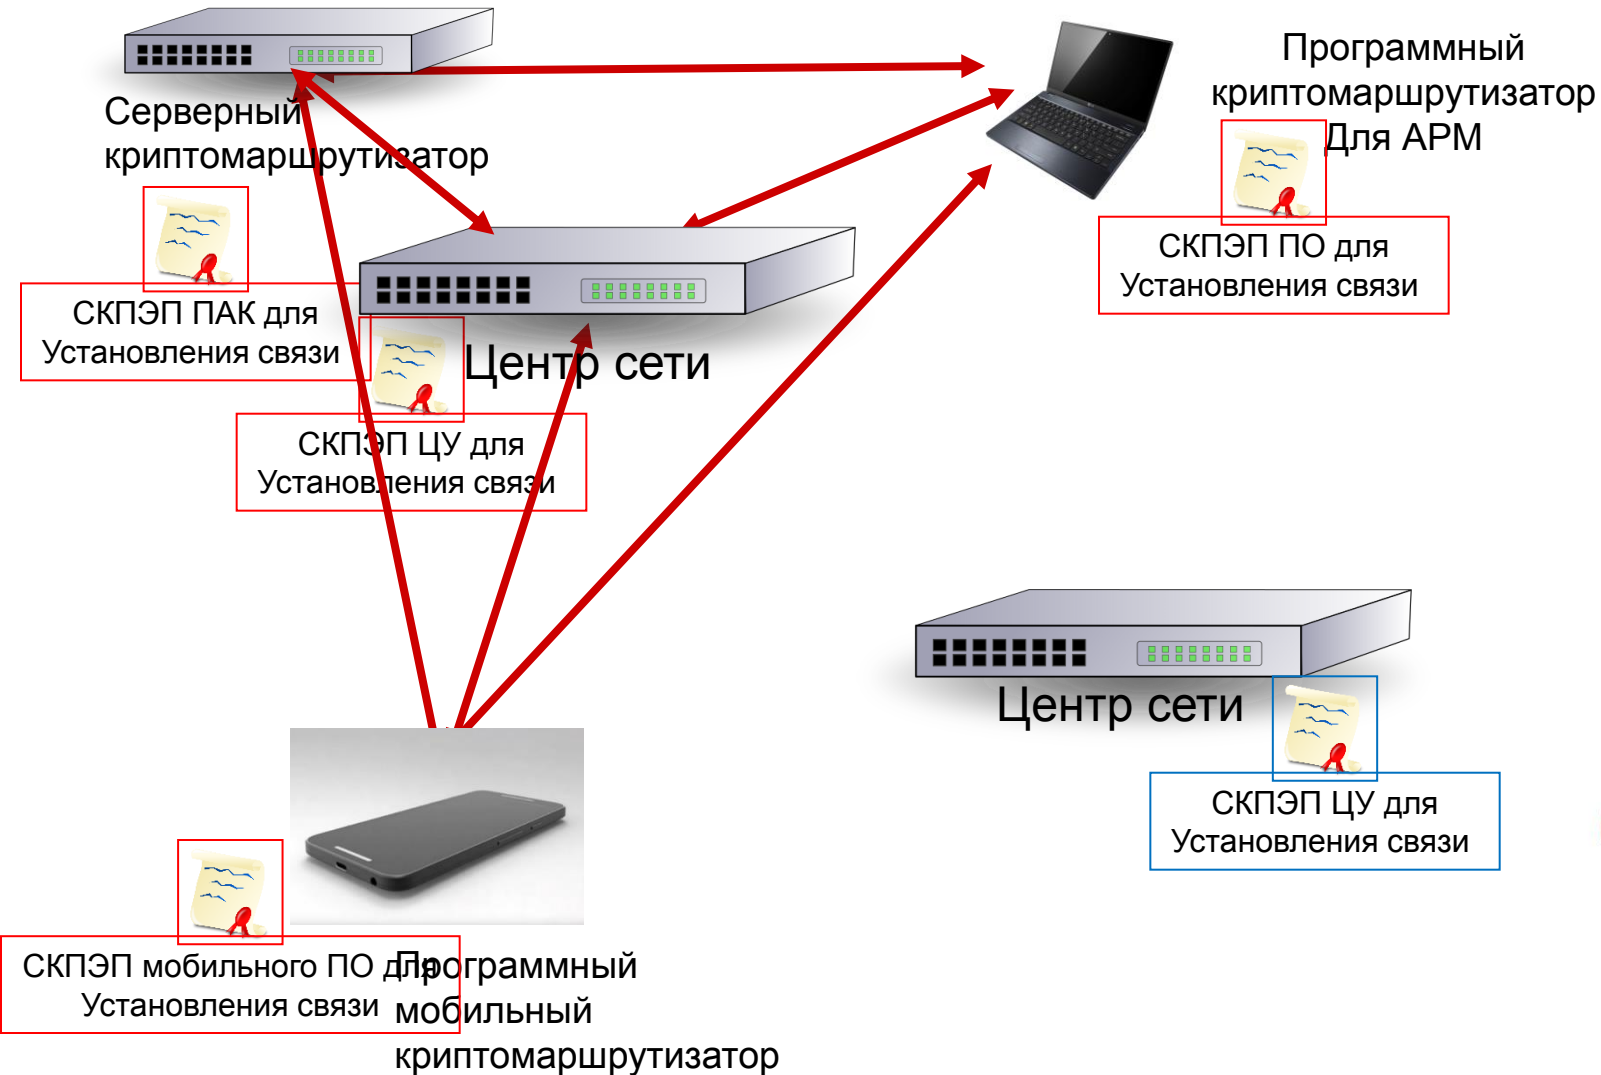 Серверный
криптомаршрутизатор
Программный
криптомаршрутизатор
Для АРМ
СКПЭП ПАК для
Установления связи
СКПЭП ПО для
Установления связи
Центр сети
СКПЭП ЦУ для
Установления связи
Центр сети
СКПЭП ЦУ для
Установления связи
СКПЭП мобильного ПО для
Установления связи
Программный
мобильный
криптомаршрутизатор